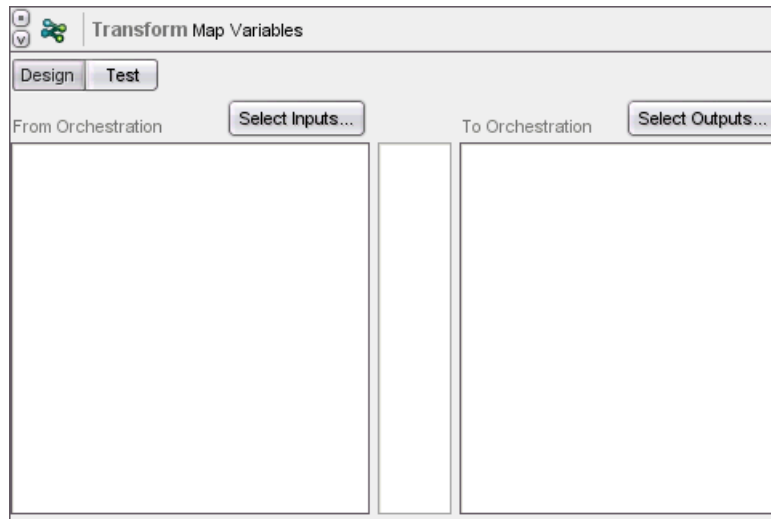 Transform Map Variables
Design Test
From Orchestration Select Inputs... To Orchestration Select Outputs...